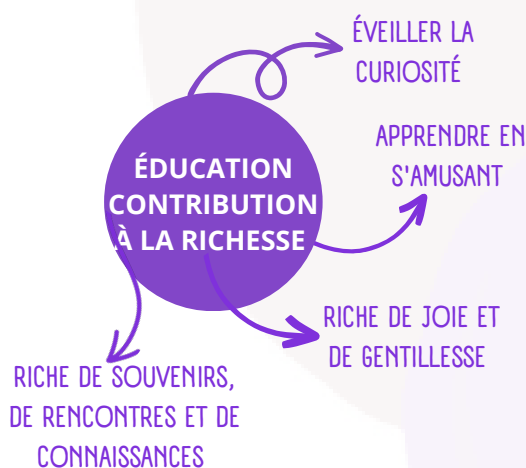 ÉVEILLER LA
CURIOSITÉ
APPRENDRE EN
S'AMUSANT
ÉDUCATION
CONTRIBUTION
À LA RICHESSE
RICHE DE JOIE ET
DE GENTILLESSE
RICHE DE SOUVENIRS,
DE RENCONTRES ET DE
CONNAISSANCES